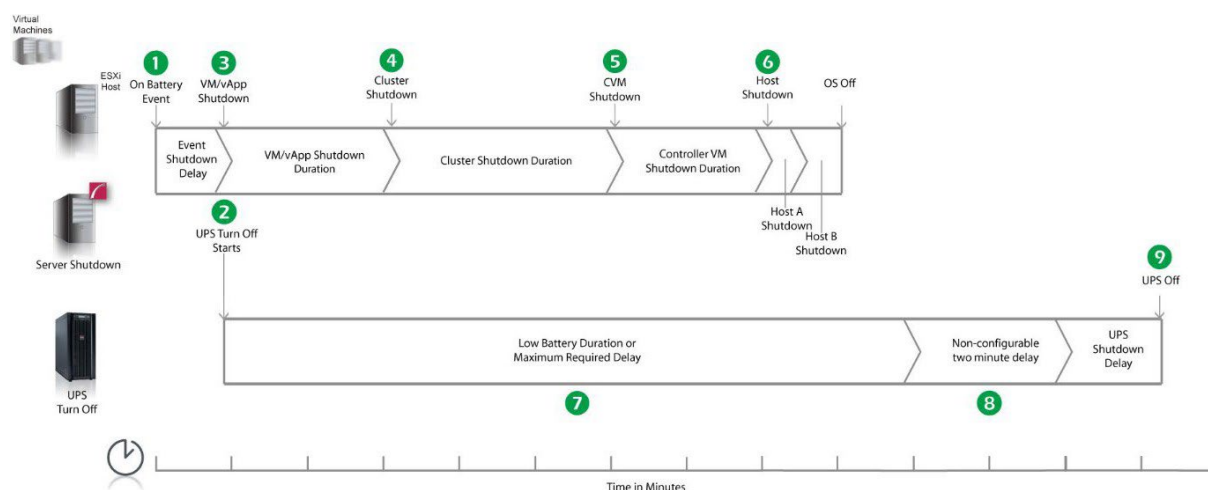 Virtual
Machines
ESXi
Host
1
On Battery
Event
3
VM/vApp
Shutdown
4
Cluster
Shutdown
5
CVM
Shutdown
6
Host
Shutdown
OS Off
Event
Shutdown
Delay
VM/vApp Shutdown
Duration
Cluster Shutdown Duration
Controller VM
Shutdown Duration
Host A
Shutdown
Host B
Shutdown
2
UPS Turn Off
Starts
Server Shutdown
9
UPS Off
Low Battery Duration or
Maximum Required Delay
Non-configurable
two minute delay
UPS
Shutdown
Delay
UPS
Turn Off
7
8
Time in Minutes